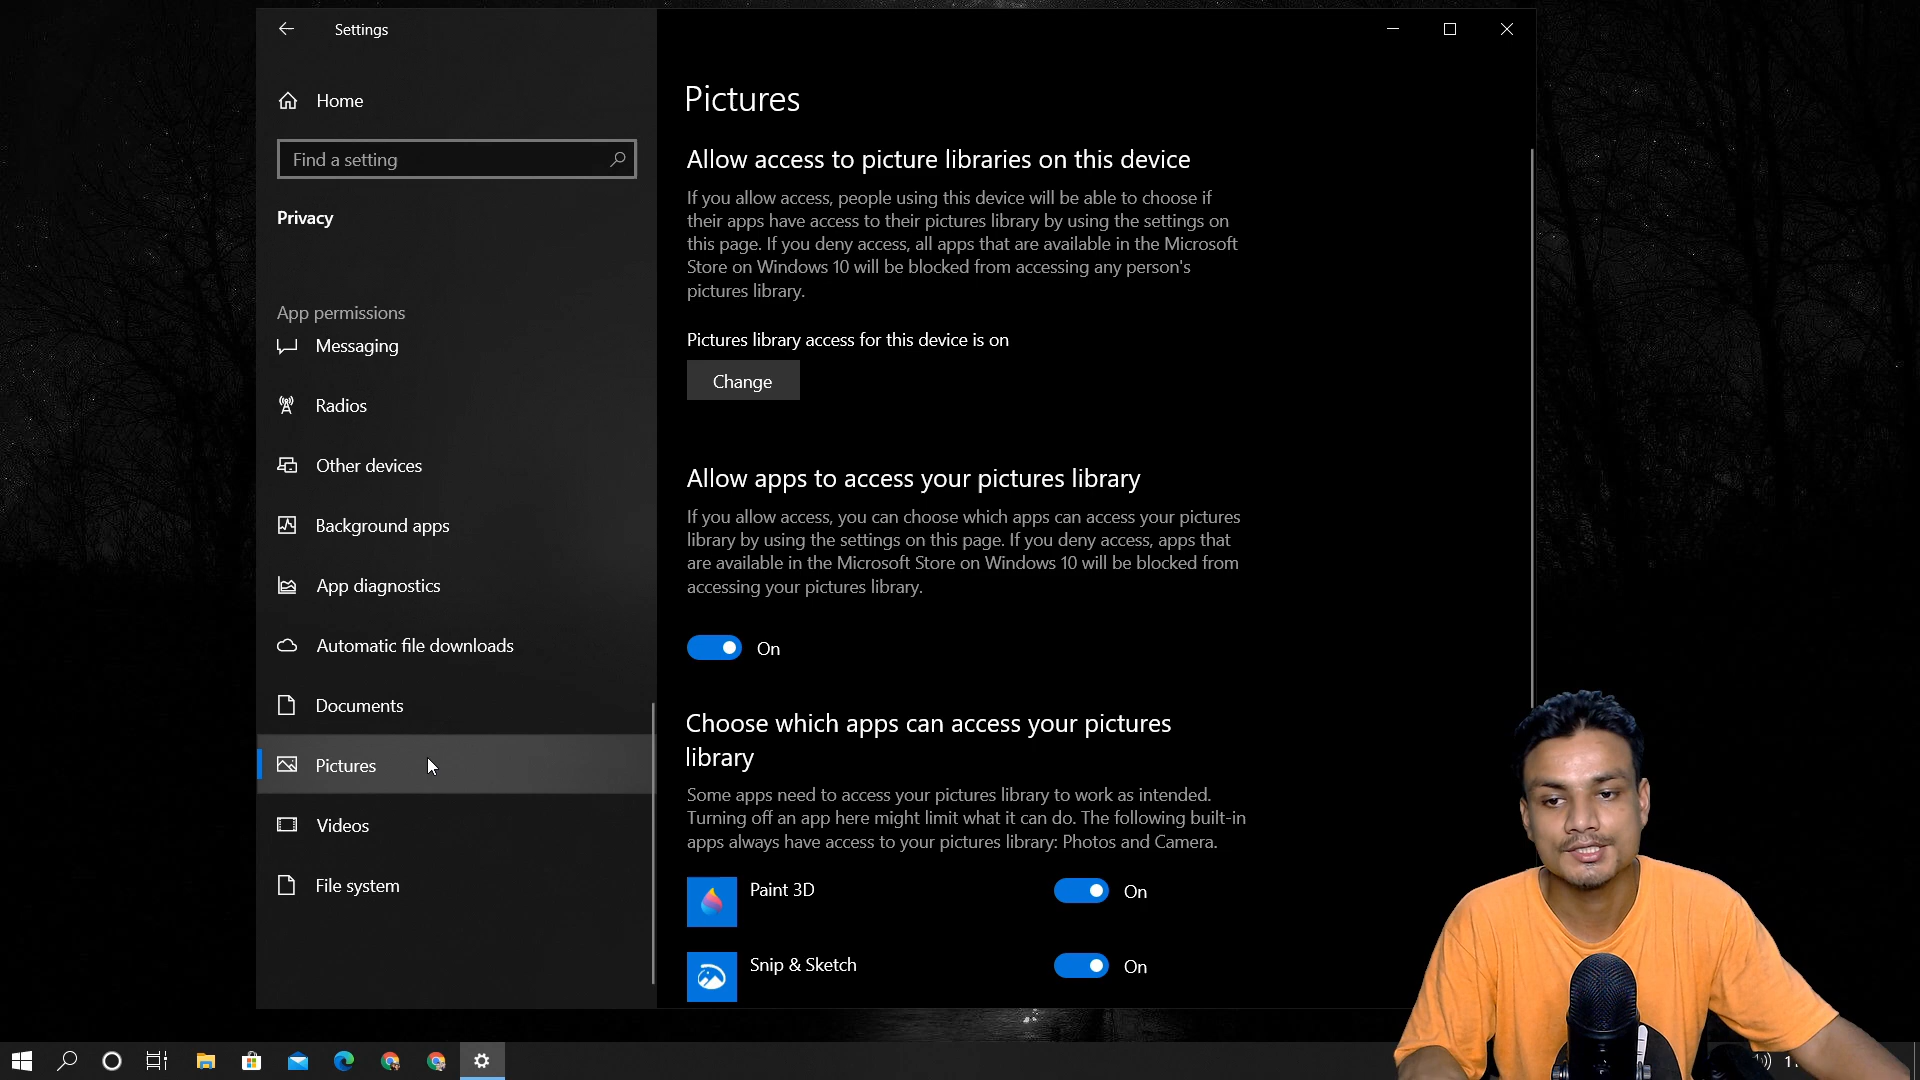 Settings
Home
Find a setting
Privacy
App permissions
Messaging
Radios
Other devices
Background apps
App diagnostics
Automatic file downloads
Documents
Pictures
Videos
File system
Pictures
Allow access to picture libraries on this device
If you allow access, people using this device will be able to choose if
their apps have access to their pictures library by using the settings on
this page. If you deny access, all apps that are available in the Microsoft
Store on Windows 10 will be blocked from accessing any person's
pictures library.
Pictures library access for this device is on
Change
Allow apps to access your pictures library
If you allow access, you can choose which apps can access your pictures
library by using the settings on this page. If you deny access, apps that
are available in the Microsoft Store on Windows 10 will be blocked from
accessing your pictures library.
On
Choose which apps can access your pictures
library
Some apps need to access your pictures library to work as intended.
Turning off an app here might limit what it can do. The following built-in
apps always have access to your pictures library: Photos and Camera.
Paint 3D
On
Snip & Sketch
On